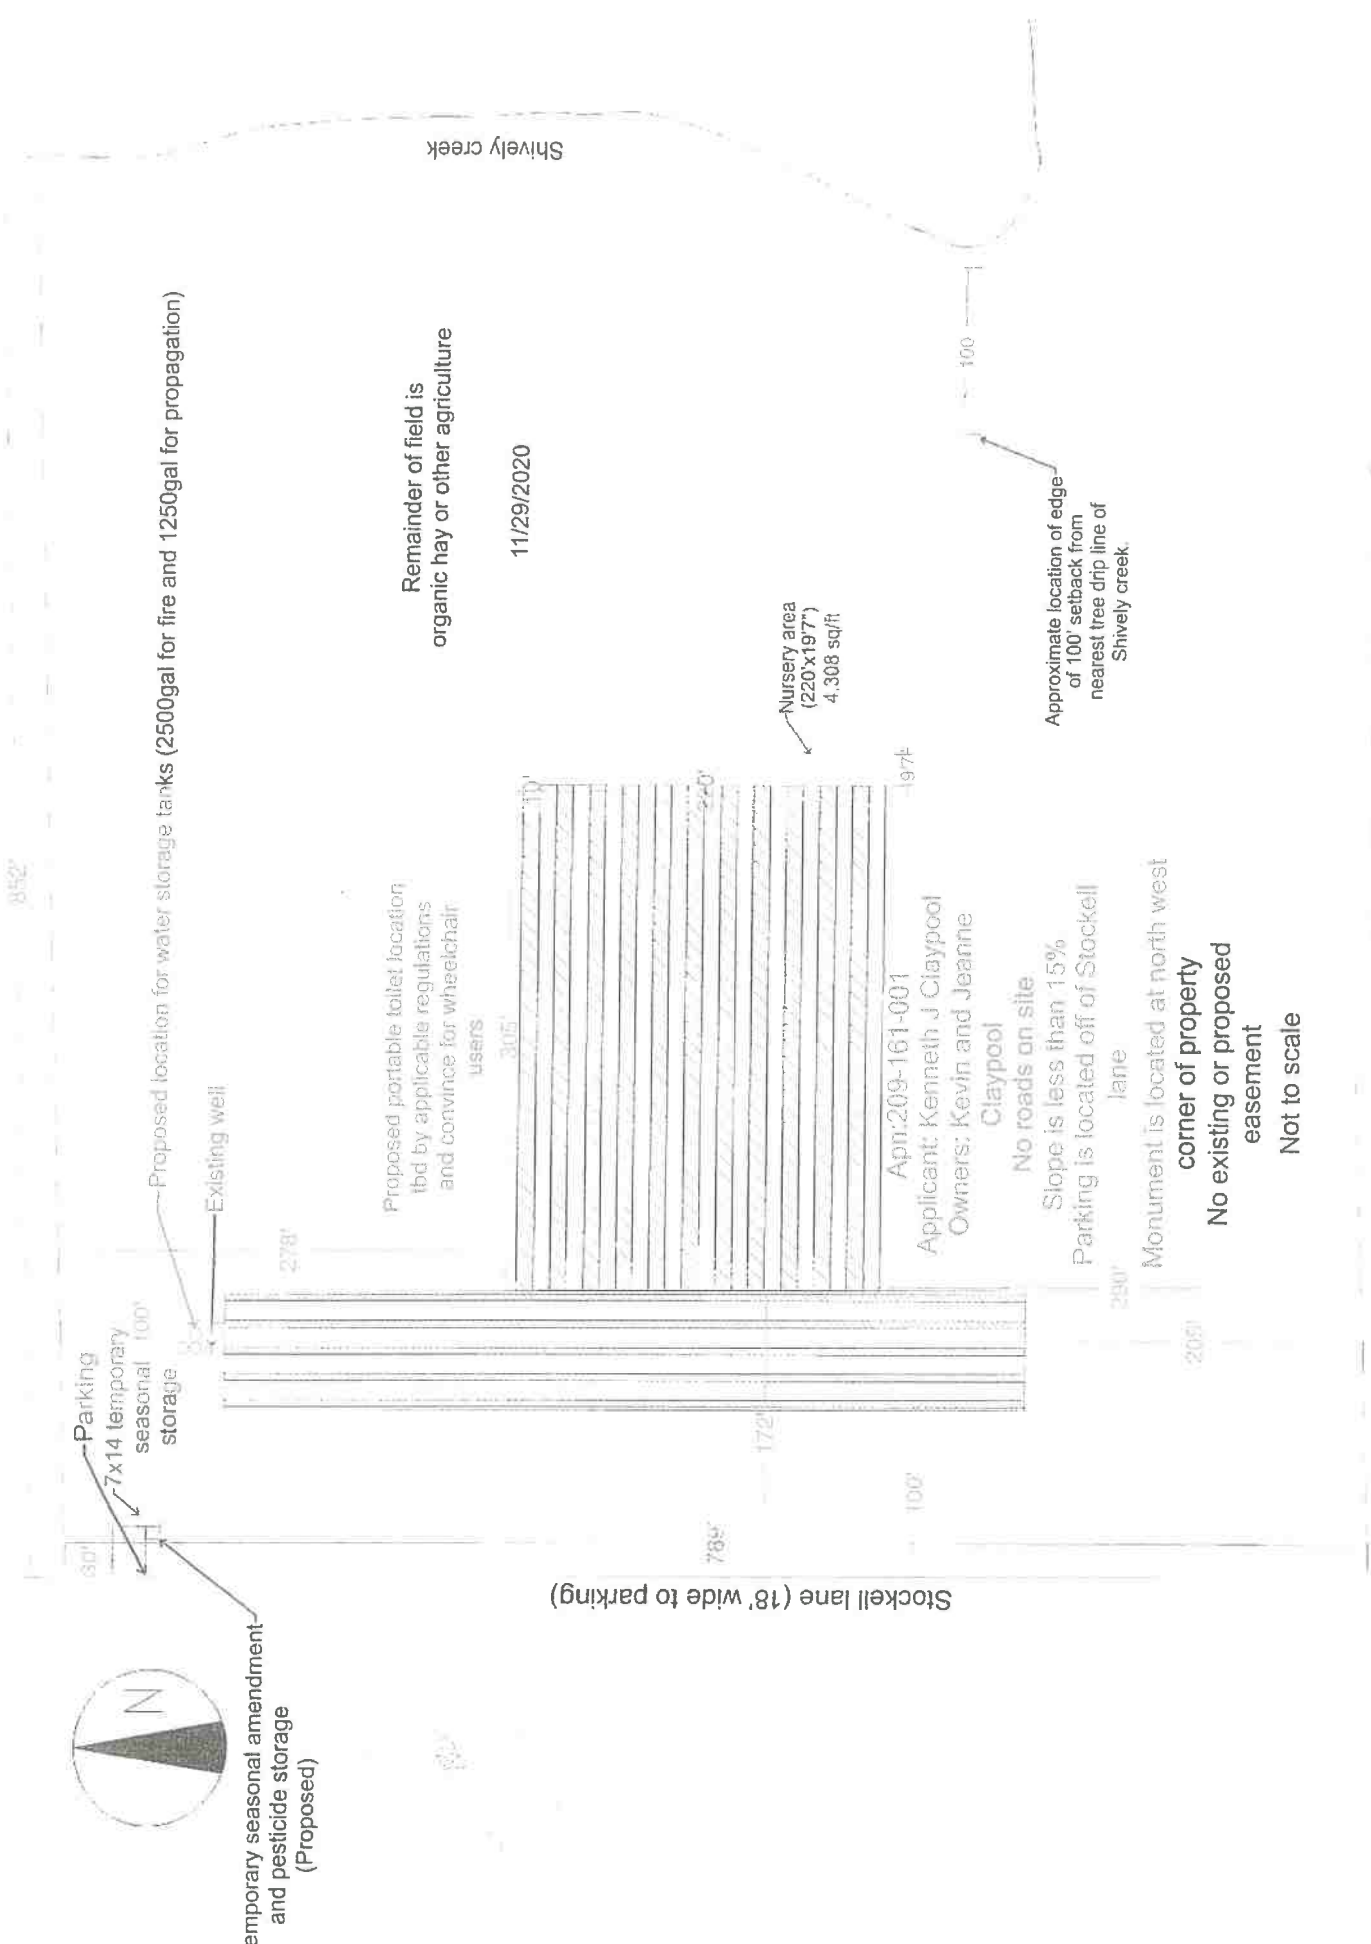 852'
Shively creek
Proposed location for water storage tanks (2500gal for fire and 1250gal for propagation)
Existing well
Parking
7x14 temporary
seasonal
storage
100'
278'
Remainder of field is
organic hay or other agriculture
11/29/2020
Proposed portable toilet location
tbd by applicable regulations
and convince for wheelchair
users
305'
10'
220'
19'7"
Nursery area
(220'x19'7")
4,308 sq/ft
100
Approximate location of edge
of 100' setback from
nearest tree drip line of
Shively creek.
Apn:209-161-001
Applicant: Kenneth J Claypool
Owners: Kevin and Jeanne
Claypool
No roads on site
Slope is less than 15%
Parking is located off of Stockell
lane
Monument is located at north west
corner of property
No existing or proposed
easement
Not to scale
290'
205'
172'
100'
789'
Stockell lane (18' wide to parking)
N
emporary seasonal amendment
and pesticide storage
(Proposed)